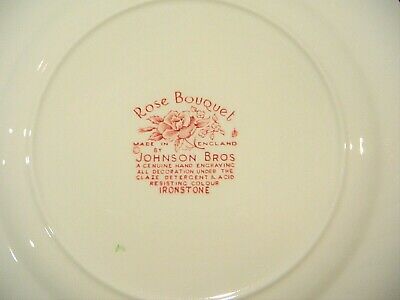 Rose Bouquet
MADE IN ENGLAND
BY
JOHNSON BROS
A GENUINE HAND ENGRAVING
ALL DECORATION UNDER THE
GLAZE DETERGENT & ACID
RESISTING COLOUR
IRONSTONE